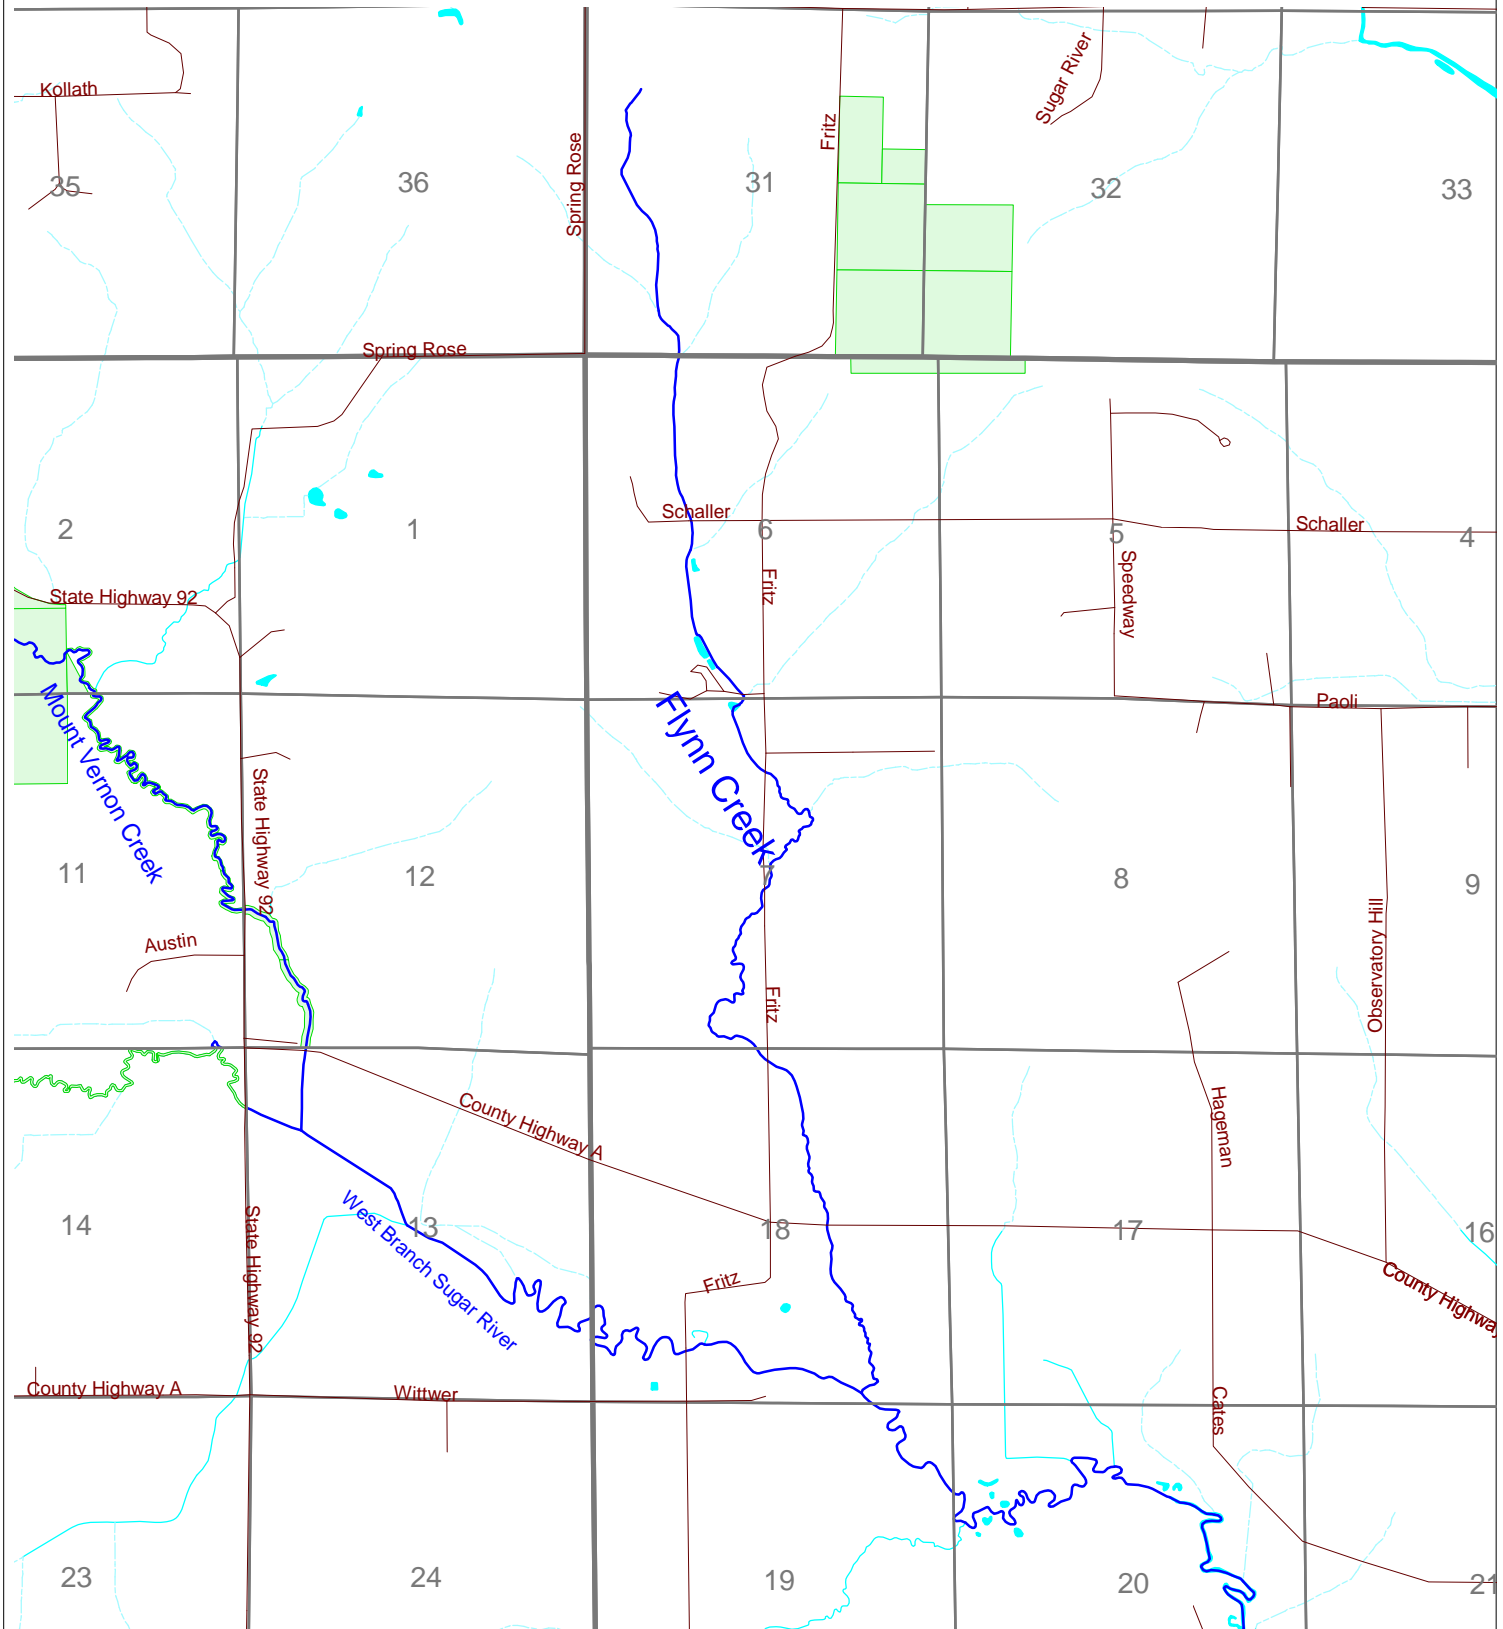 Sugar River
Kollath
Fritz
Spring Rose
35
36
31
32
33
Spring Rose
Schaller
Schaller
2
1
6
5
4
Fritz
Speedway
State Highway 92
Mount Vernon Creek
Flynn Creek
Paoli
State Highway 92
11
12
7
8
9
Austin
Observatory Hill
Fritz
County Highway A
Hageman
West Branch Sugar River
14
13
18
17
16
State Highway 92
Fritz
County Highway
County Highway A
Wittwer
Cates
23
24
19
20
21